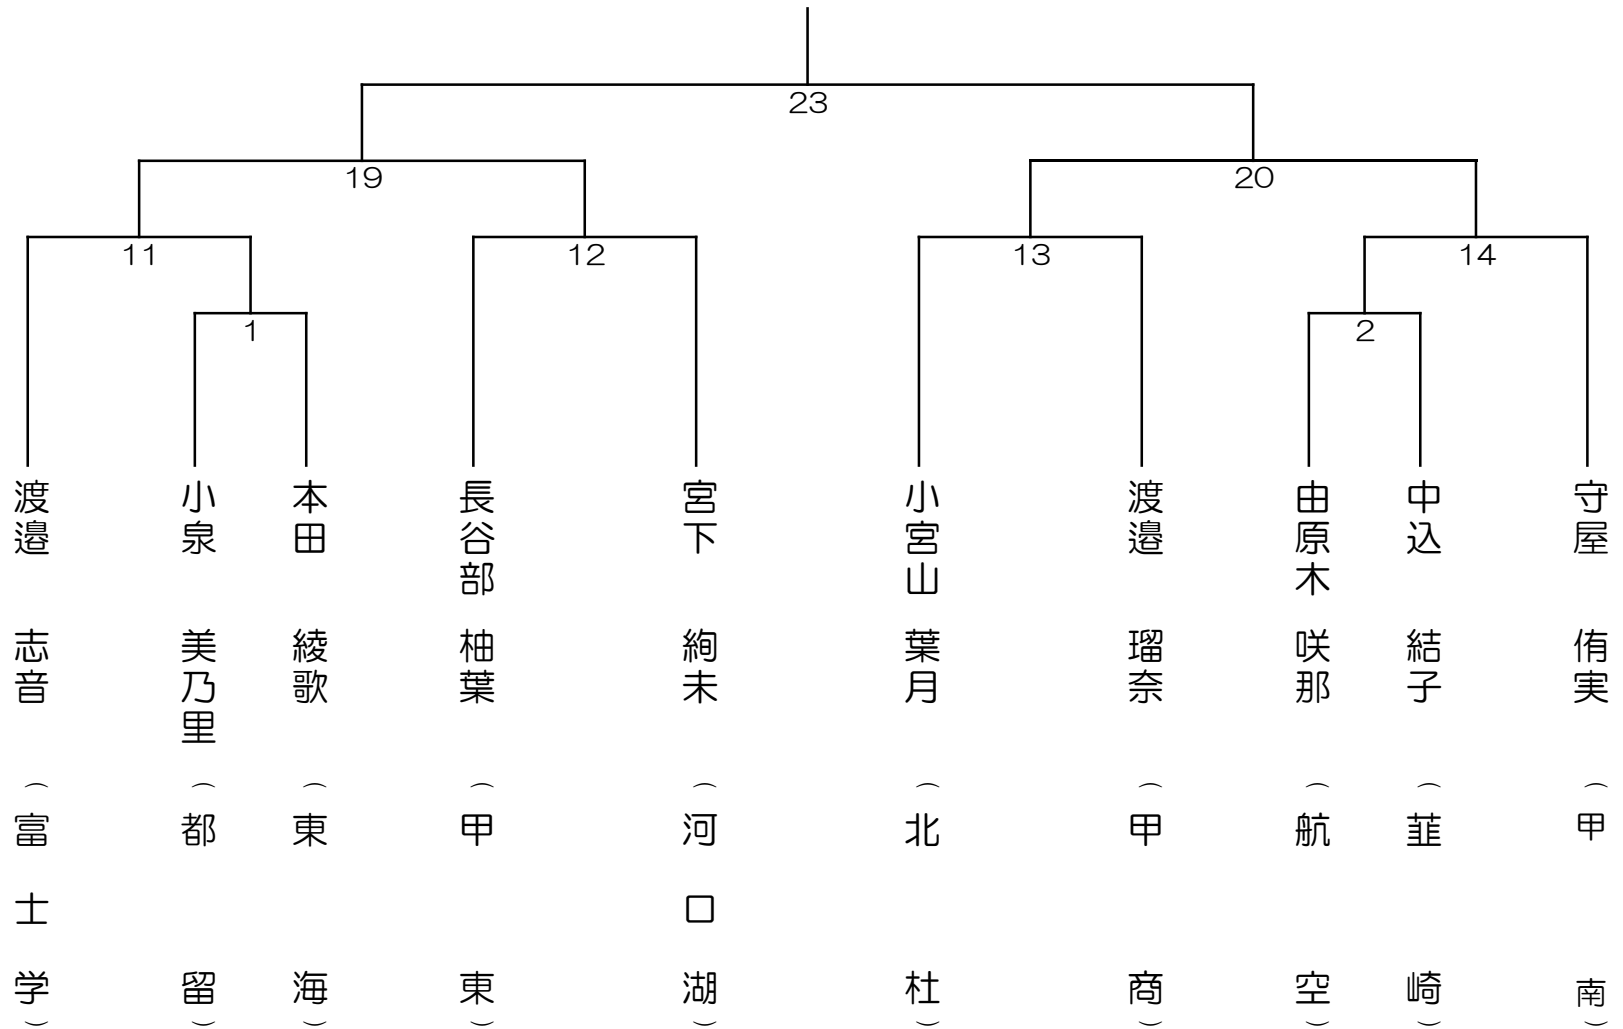 23
19
20
11
12
13
14
1
2
渡邉 志音 （富士学）
小泉 美乃里 （都留）
本田 綾歌 （東海）
長谷部 柚葉 （甲東）
宮下 絢未 （河口湖）
小宮山 葉月 （北杜）
渡邉 瑠奈 （甲商）
由原木 咲那 （航空）
中込 結子 （韮崎）
守屋 侑実 （甲南）